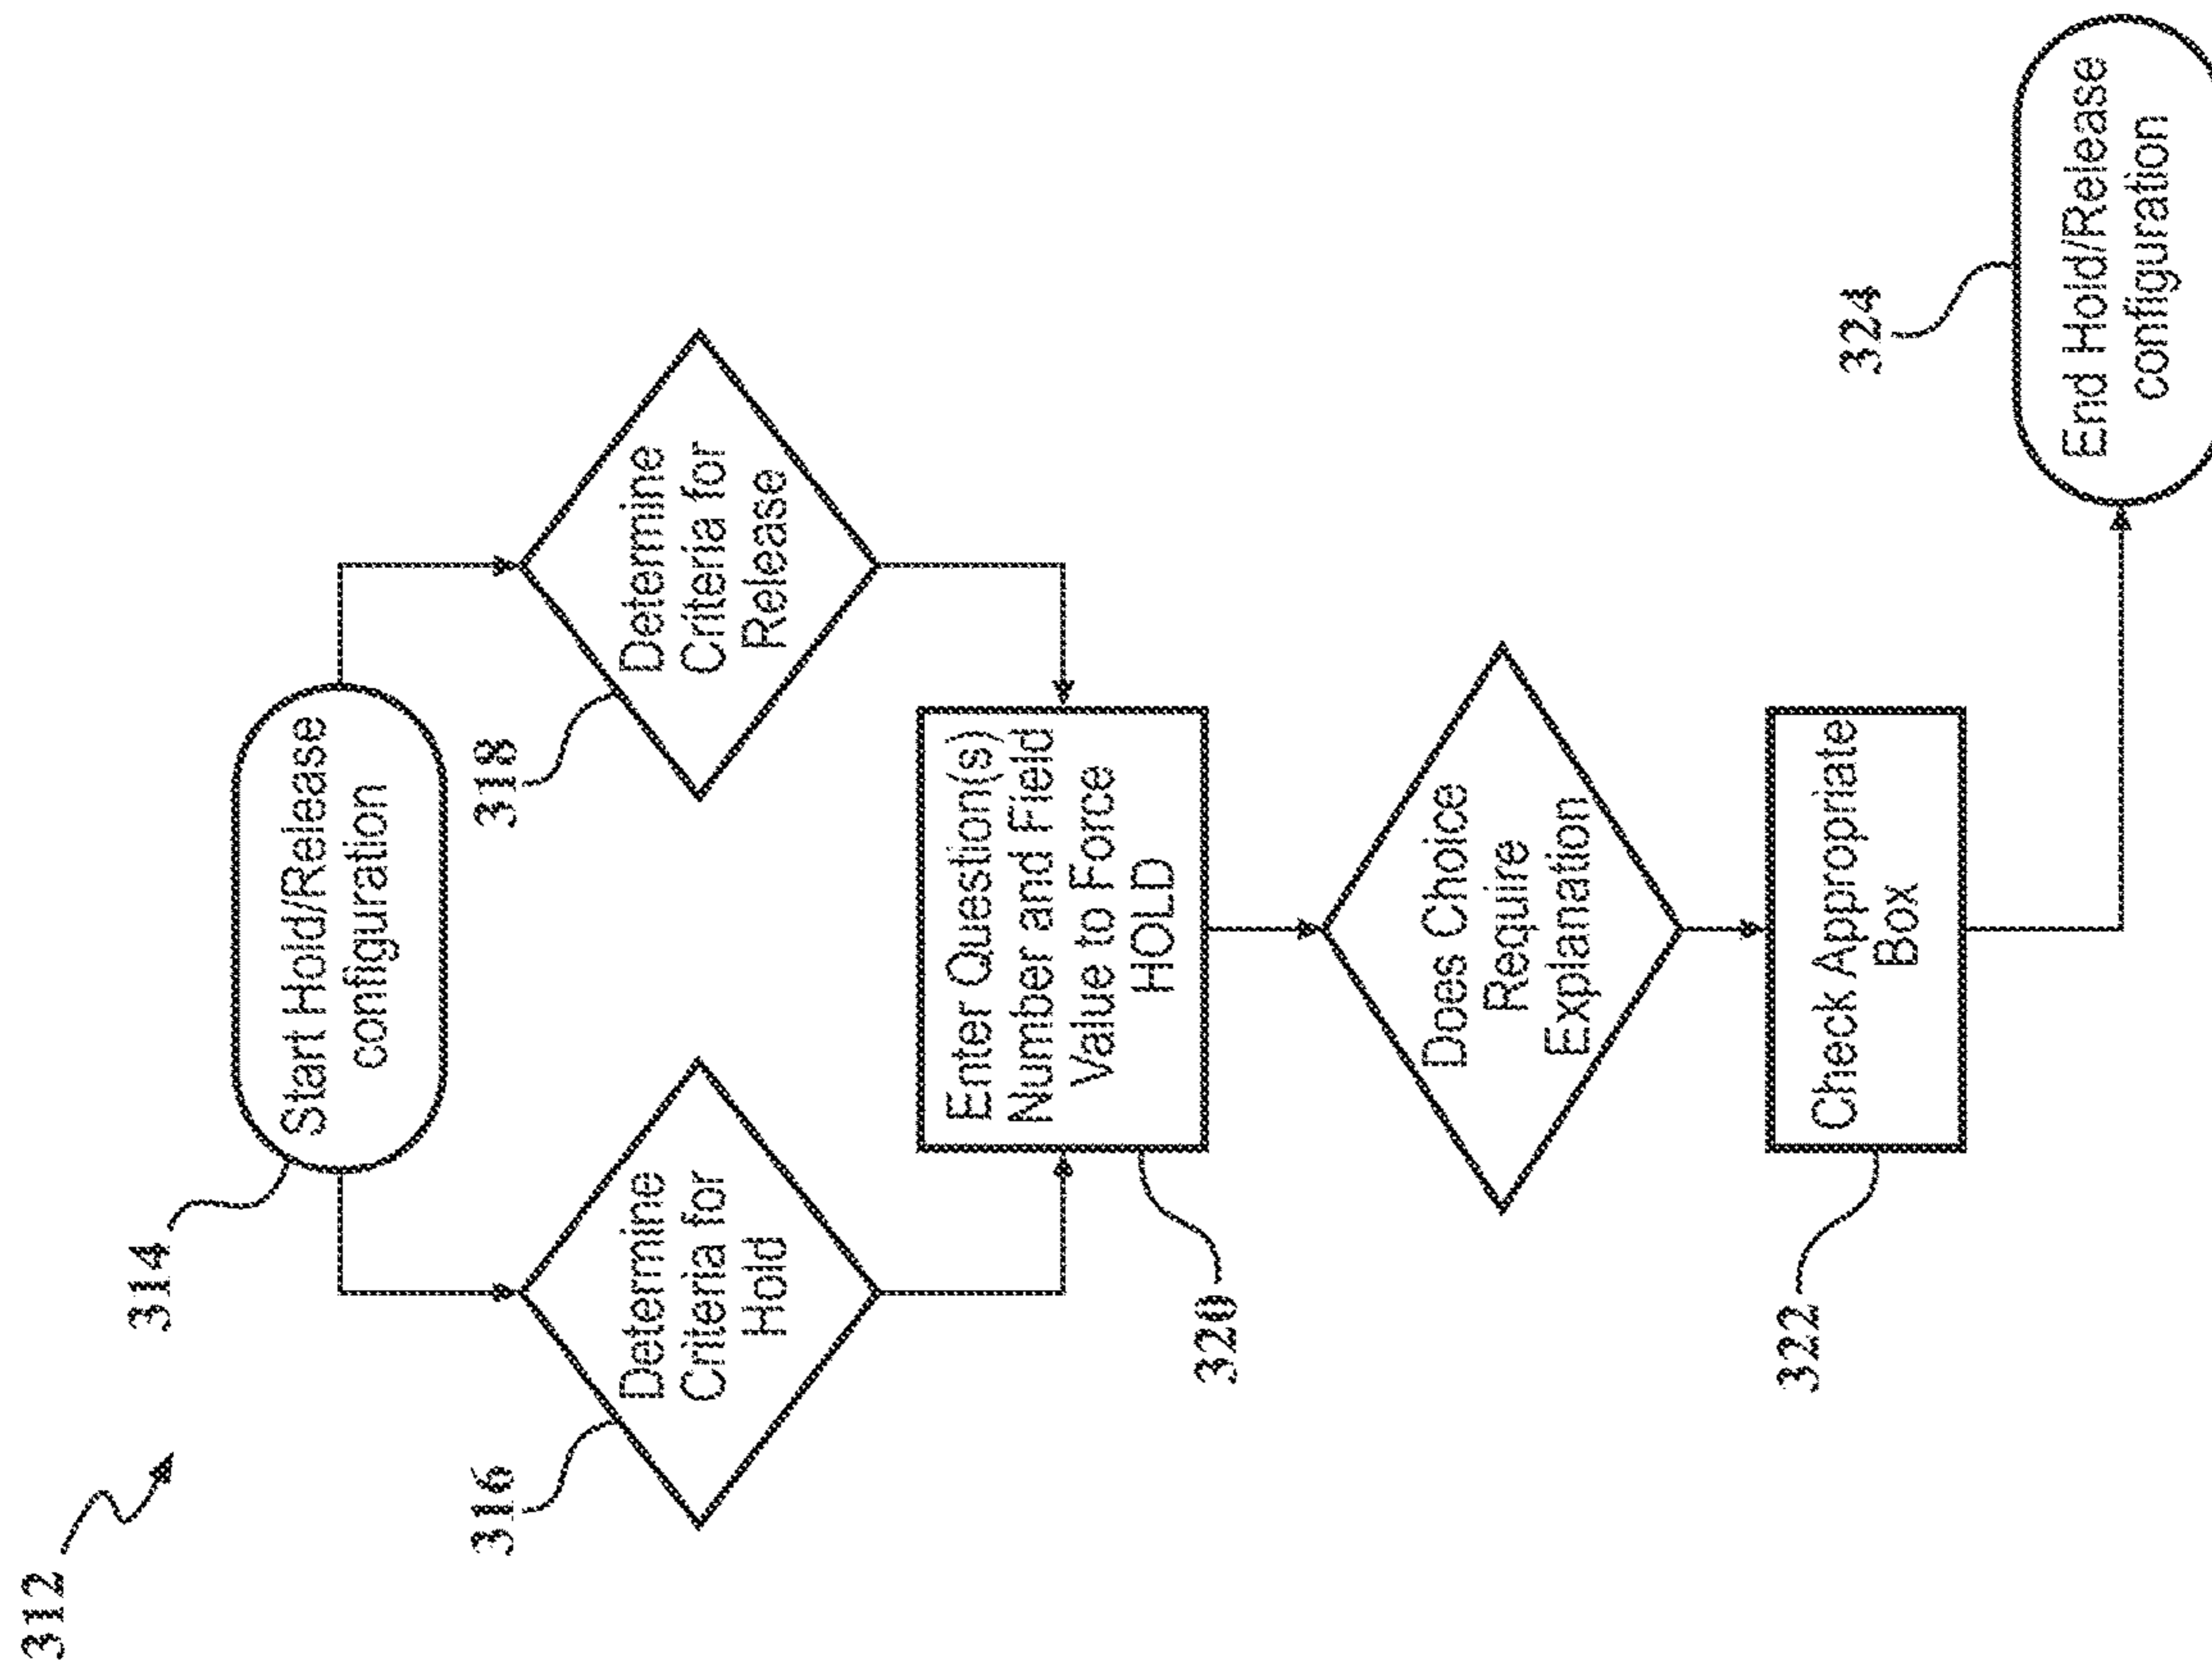 312
314
Start Hold/Release
configuration
316
Determine
Criteria for
Hold
318
Determine
Criteria for
Release
320
Enter Question(s)
Number and Field
Value to Force
HOLD
Does Choice
Require
Explanation
322
Check Appropriate
Box
324
End Hold/Release
configuration